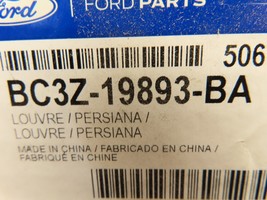 Ford
FORD PARTS
506
BC3Z-19893-BA
LOUVRE / PERSIANA /
LOUVRE / PERSIANA
MADE IN CHINA / FABRICADO EN CHINA /
FABRIQUÉ EN CHINE